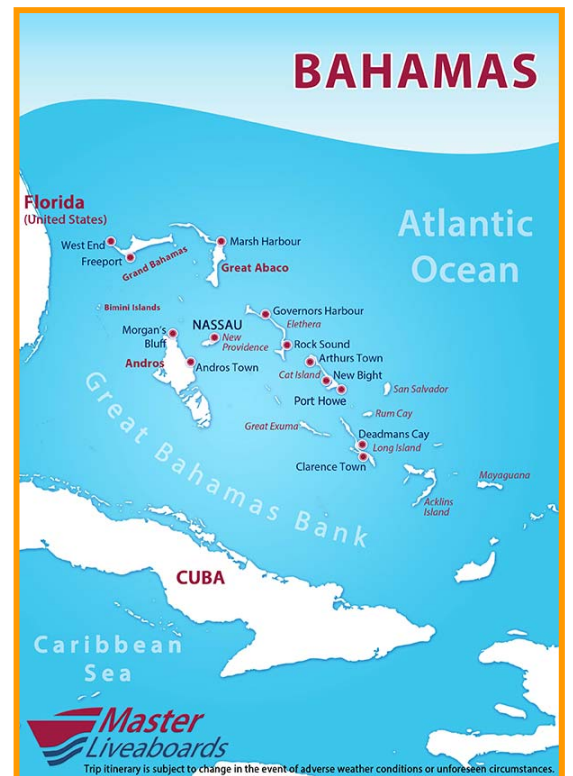 BAHAMAS
Florida
(United States)
Atlantic
Ocean
West End
Freeport
Grand Bahamas
Marsh Harbour
Great Abaco
Bimini Islands
Governors Harbour
Elethera
Morgan's
Bluff
NASSAU
New
Providence
Rock Sound
Andros
Andros Town
Arthurs Town
Cat Island
New Bight
Port Howe
San Salvador
Rum Cay
Great Exuma
Deadmans Cay
Long Island
Clarence Town
Mayaguana
Acklins
Island
Great Bahamas Bank
CUBA
Caribbean
Sea
Master
Liveaboards
Trip itinerary is subject to change in the event of adverse weather conditions or unforeseen circumstances.